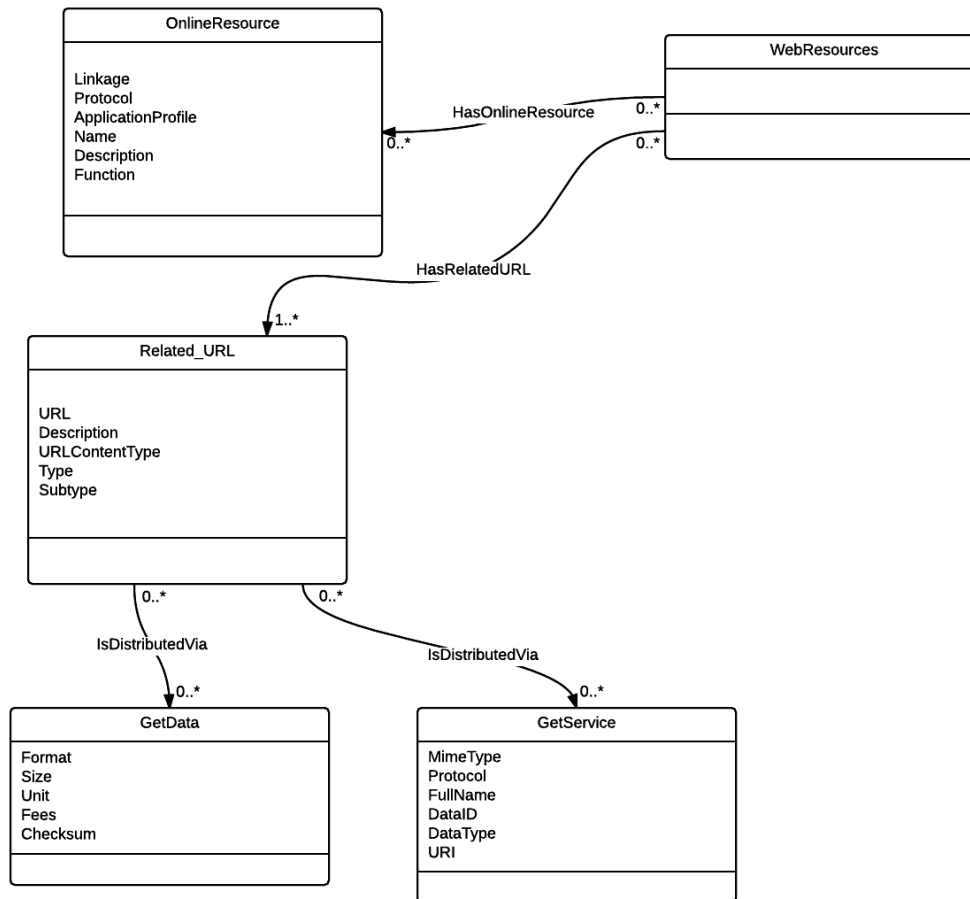 OnlineResource
Linkage
Protocol
ApplicationProfile
Name
Description
Function
WebResources
0..*
HasOnlineResource
0..*
0..*
HasRelatedURL
1..*
Related_URL
URL
Description
URLContentType
Type
Subtype
0..*
0..*
IsDistributedVia
IsDistributedVia
0..*
0..*
GetData
Format
Size
Unit
Fees
Checksum
GetService
MimeType
Protocol
FullName
DataID
DataType
URI